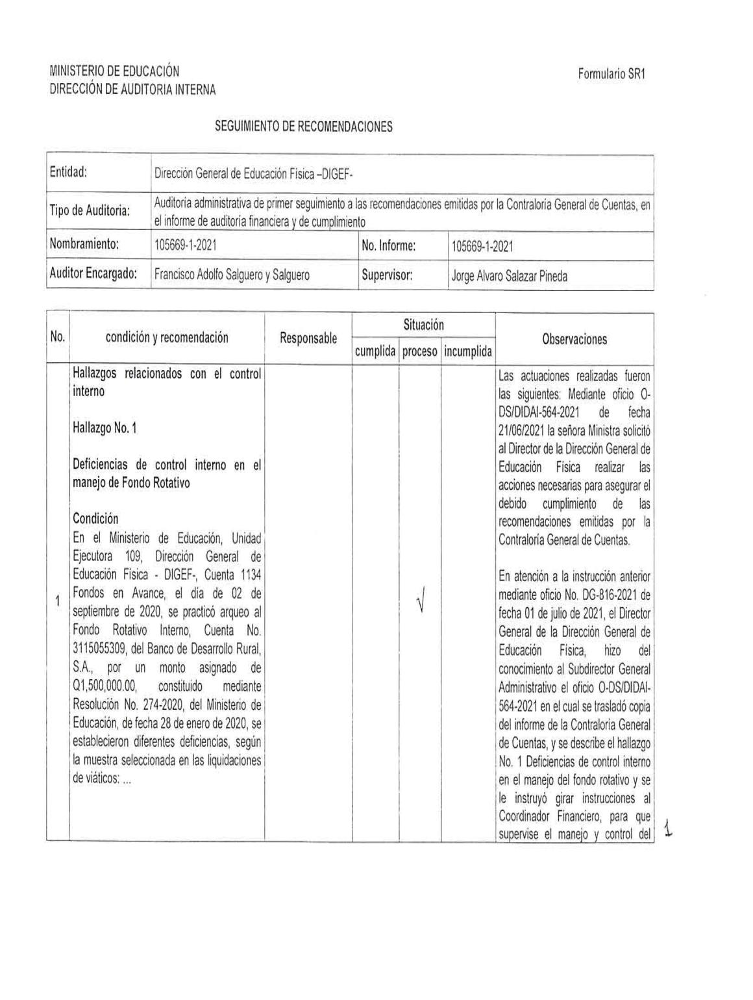 MINISTERIO DE EDUCACIÓN
DIRECCIÓN DE AUDITORIA INTERNA
Formulario SR1
SEGUIMIENTO DE RECOMENDACIONES
Entidad:
Dirección General de Educación Física –DIGEF-
Tipo de Auditoria:
Auditoría administrativa de primer seguimiento a las recomendaciones emitidas por la Contraloría General de Cuentas, en
el informe de auditoría financiera y de cumplimiento
Nombramiento:
105669-1-2021
No. Informe:
105669-1-2021
Auditor Encargado:
Francisco Adolfo Salguero y Salguero
Supervisor:
Jorge Alvaro Salazar Pineda
No.
condición y recomendación
Responsable
Situación
cumplida
proceso
incumplida
Observaciones
1
Hallazgos relacionados con el control
interno
Hallazgo No. 1
Deficiencias de control interno en el
manejo de Fondo Rotativo
Condición
En el Ministerio de Educación, Unidad
Ejecutora 109, Dirección General de
Educación Física - DIGEF-, Cuenta 1134
Fondos en Avance, el día de 02 de
septiembre de 2020, se practicó arqueo al
Fondo Rotativo Interno, Cuenta No.
3115055309, del Banco de Desarrollo Rural,
S.A., por un monto asignado de
Q1,500,000.00, constituido mediante
Resolución No. 274-2020, del Ministerio de
Educación, de fecha 28 de enero de 2020, se
establecieron diferentes deficiencias, según
la muestra seleccionada en las liquidaciones
de viáticos: ...
√
Las actuaciones realizadas fueron
las siguientes: Mediante oficio O-
DS/DIDAI-564-2021 de fecha
21/06/2021 la señora Ministra solicitó
al Director de la Dirección General de
Educación Física realizar las
acciones necesarias para asegurar el
debido cumplimiento de las
recomendaciones emitidas por la
Contraloría General de Cuentas.
En atención a la instrucción anterior
mediante oficio No. DG-816-2021 de
fecha 01 de julio de 2021, el Director
General de la Dirección General de
Educación Física, hizo del
conocimiento al Subdirector General
Administrativo el oficio O-DS/DIDAI-
564-2021 en el cual se trasladó copia
del informe de la Contraloría General
de Cuentas, y se describe el hallazgo
No. 1 Deficiencias de control interno
en el manejo del fondo rotativo y se
le instruyó girar instrucciones al
Coordinador Financiero, para que
supervise el manejo y control del
1